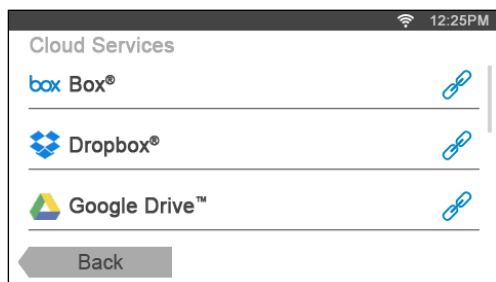 12:25PM
Cloud Services
box Box®
Dropbox®
Google Drive™
Back